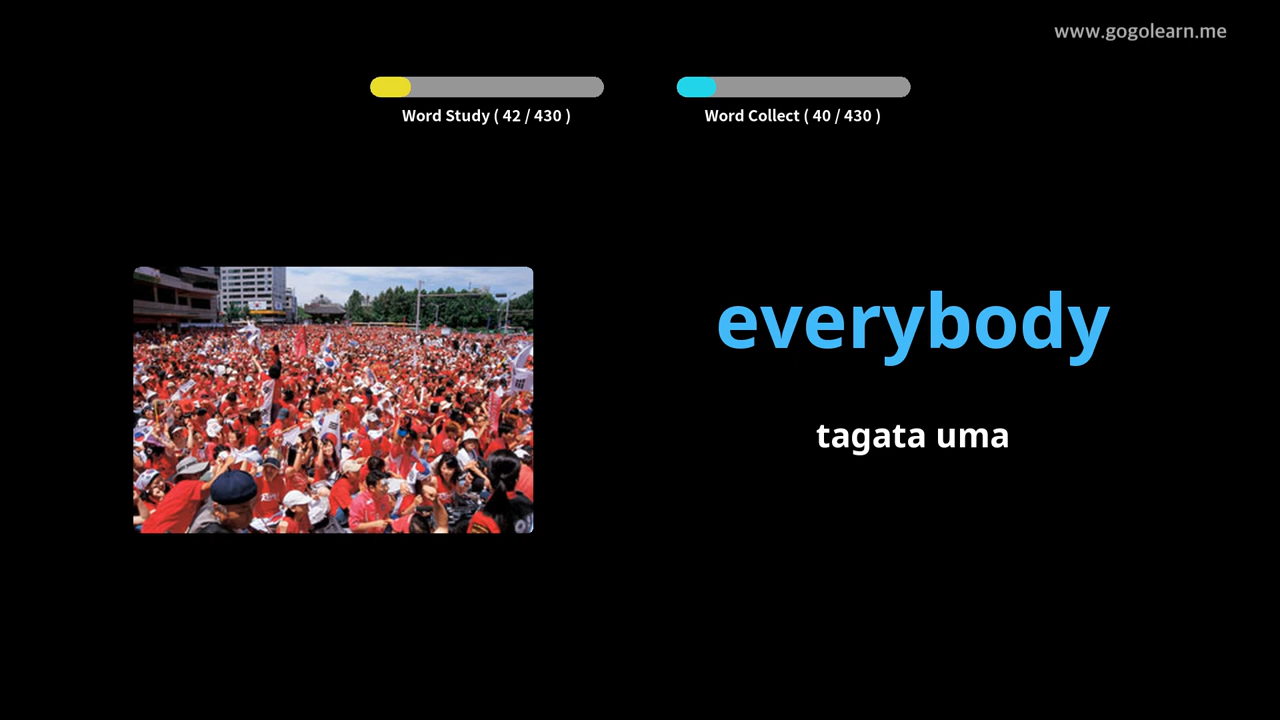 www.gogolearn.me
Word Study ( 42 / 430 )
Word Collect ( 40 / 430 )
everybody
tagata uma